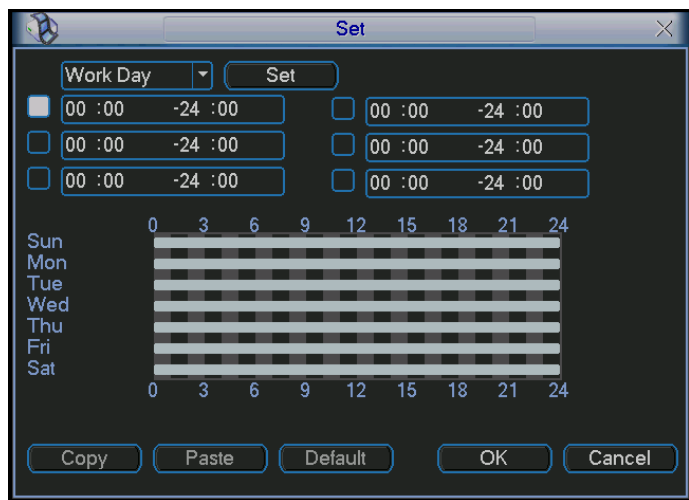 Set
Work Day Set
00 :00 -24 :00 00 :00 -24 :00
00 :00 -24 :00 00 :00 -24 :00
00 :00 -24 :00 00 :00 -24 :00
0 3 6 9 12 15 18 21 24
Sun
Mon
Tue
Wed
Thu
Fri
Sat
0 3 6 9 12 15 18 21 24
Copy Paste Default OK Cancel